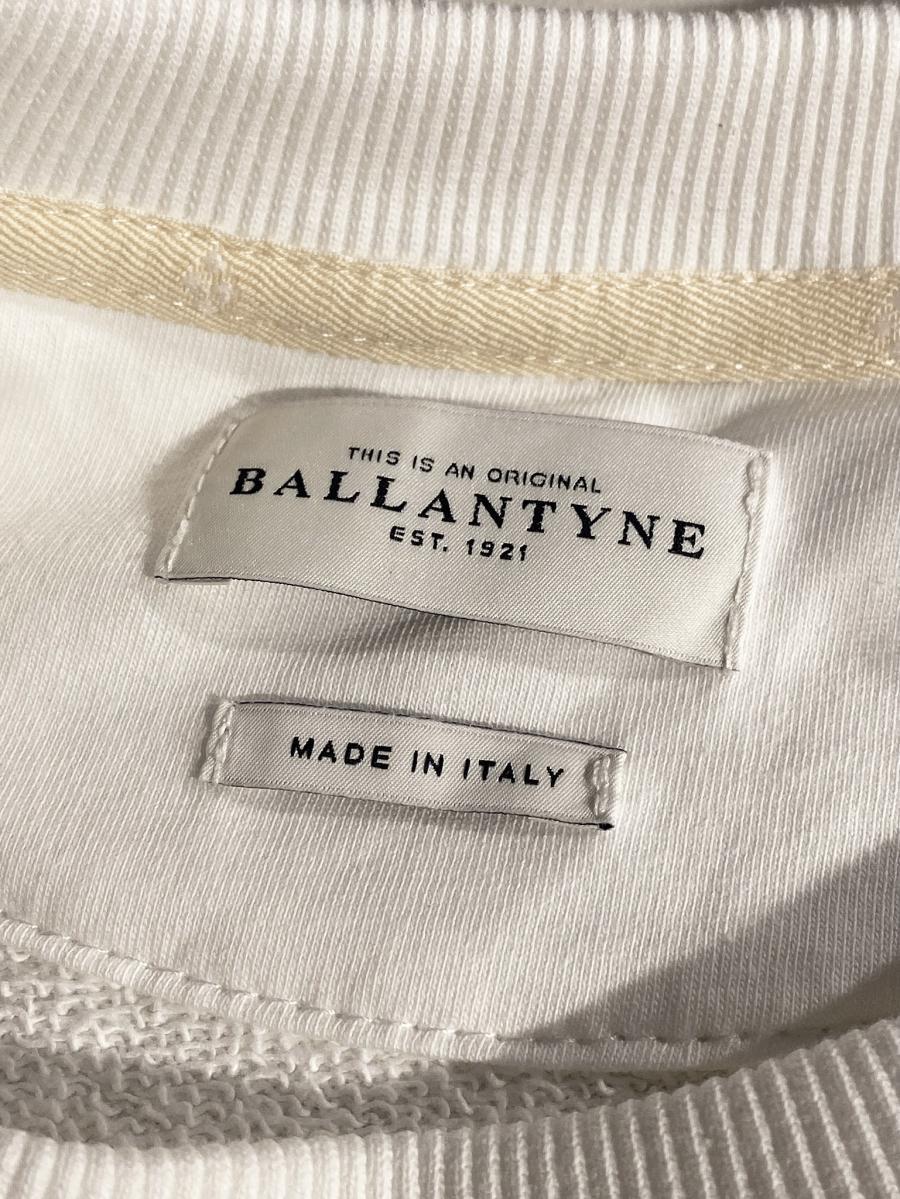 THIS IS AN ORIGINAL
BALLANTYNE
EST. 1921
MADE IN ITALY